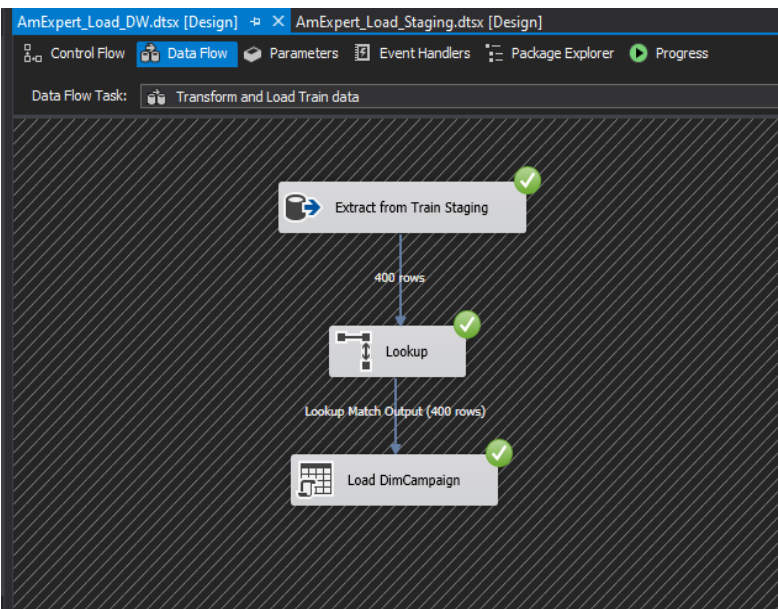 AmExpert_Load_DW.dtsx [Design] AmExpert_Load_Staging.dtsx [Design]
Control Flow Data Flow Parameters Event Handlers Package Explorer Progress
Data Flow Task: Transform and Load Train data
Extract from Train Staging
400 rows
Lookup
Lookup Match Output (400 rows)
Load DimCampaign